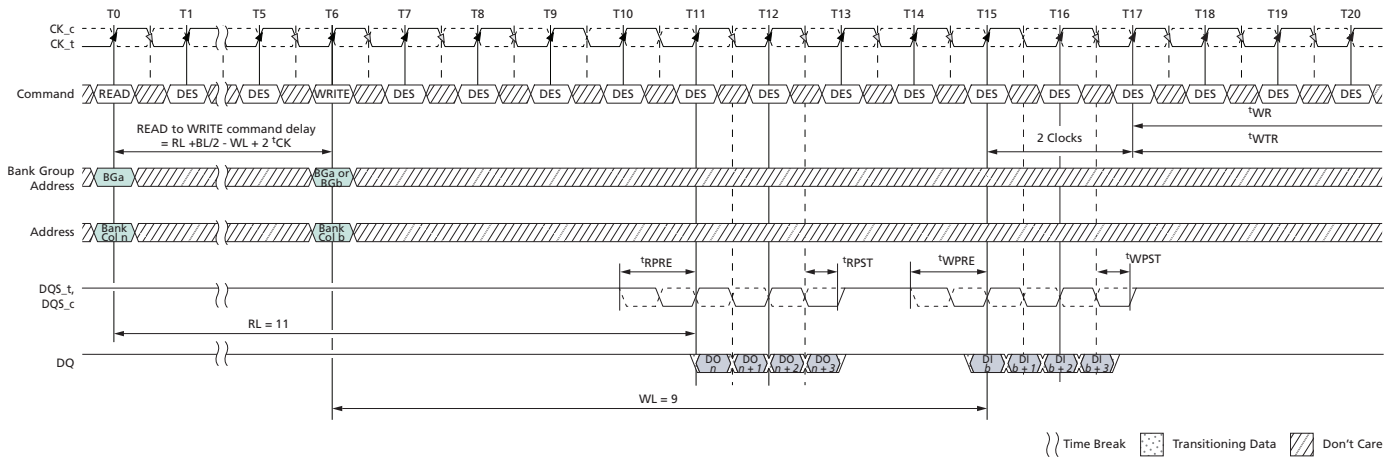 T0 T1 T5 T6 T7 T8 T9 T10 T11 T12 T13 T14 T15 T16 T17 T18 T19 T20
CK_c
CK_t
Command READ DES DES WRITE DES DES DES DES DES DES DES DES DES DES DES DES DES DES
tWR
READ to WRITE command delay
= RL +BL/2 - WL + 2 tCK
2 Clocks
tWTR
Bank Group
Address
BGa
BGa or
BGb
Address
Bank
Col n
Bank
Col b
tRPRE tRPST tWPRE tWPST
DQS_t,
DQS_c
RL = 11
DQ
DO
n
DO
n + 1
DO
n + 2
DO
n + 3
DI
b
DI
b + 1
DI
b + 2
DI
b + 3
WL = 9
Time Break Transitioning Data Don't Care